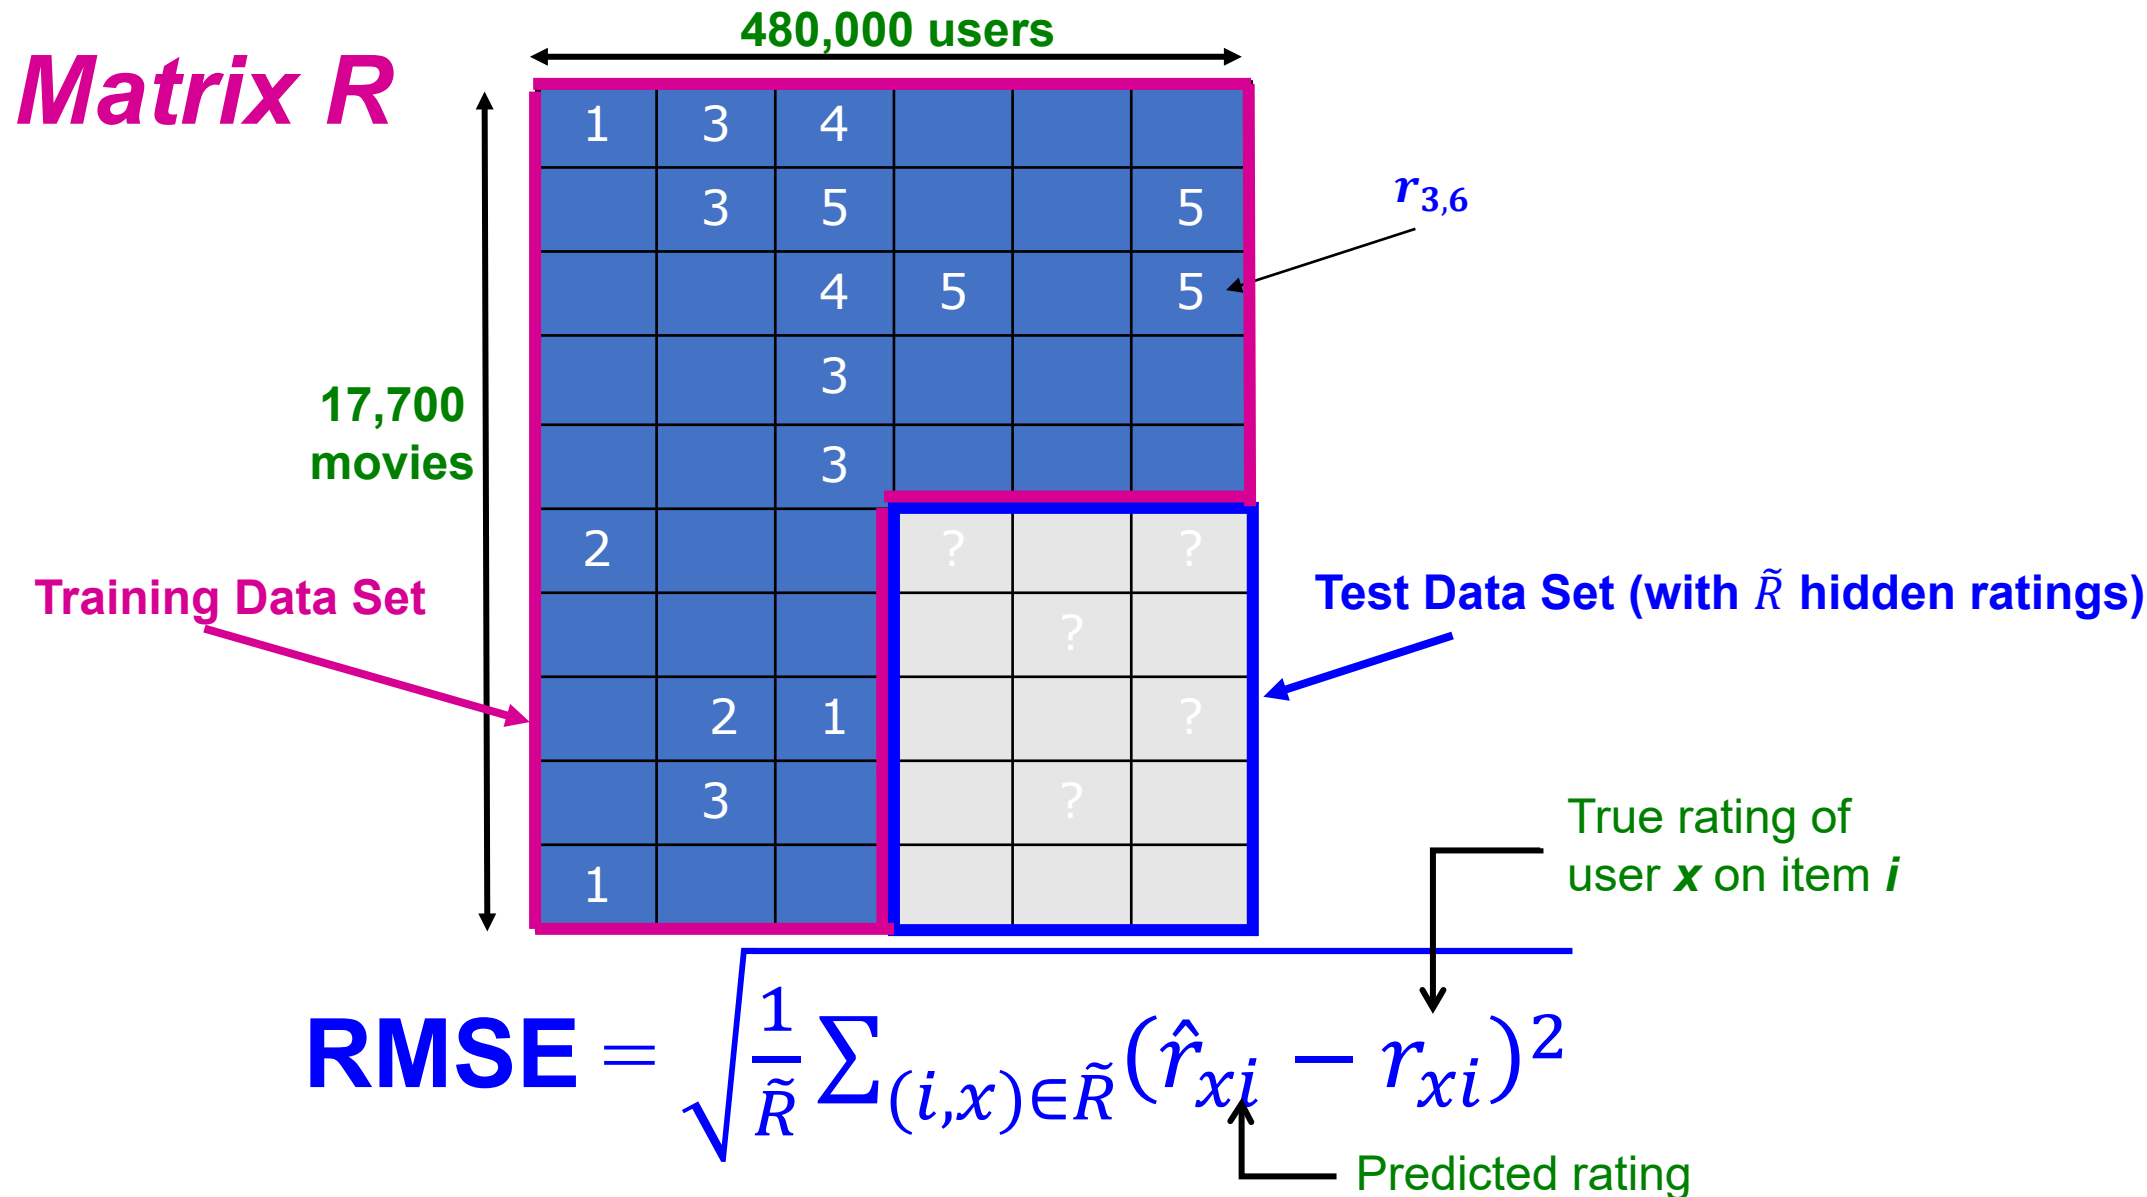 480,000 users
Matrix R
1 3 4
3 5 5
r₃,₆
4 5 5
3
17,700
movies
3
2 ? ?
Training Data Set
Test Data Set (with R̃ hidden ratings)
?
2 1 ?
3 ?
True rating of
user x on item i
1
RMSE = √(1/R̃ ∑(i,x)∈R̃ (r̂xi − rxi)²)
Predicted rating